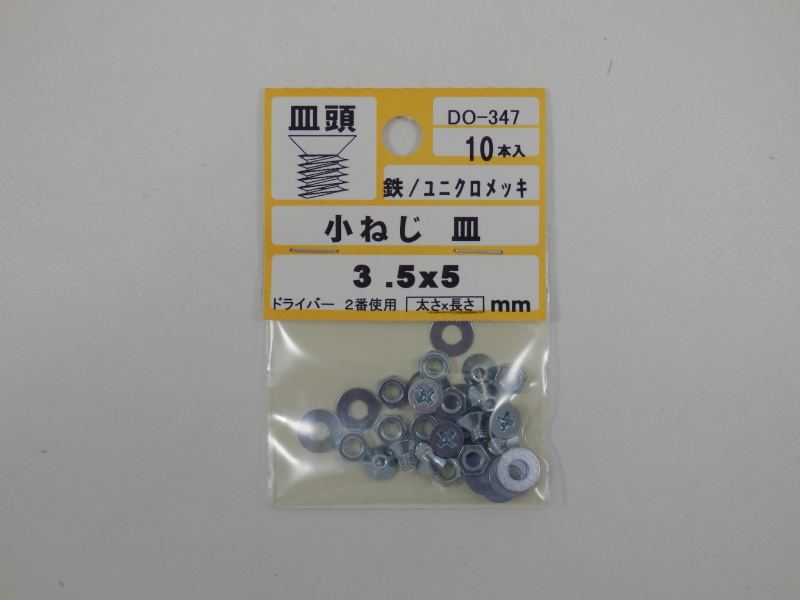 皿頭
DO-347
10本入
鉄/ユニクロメッキ
小ねじ 皿
3.5x5
ドライバー 2番使用 太さx長さ mm